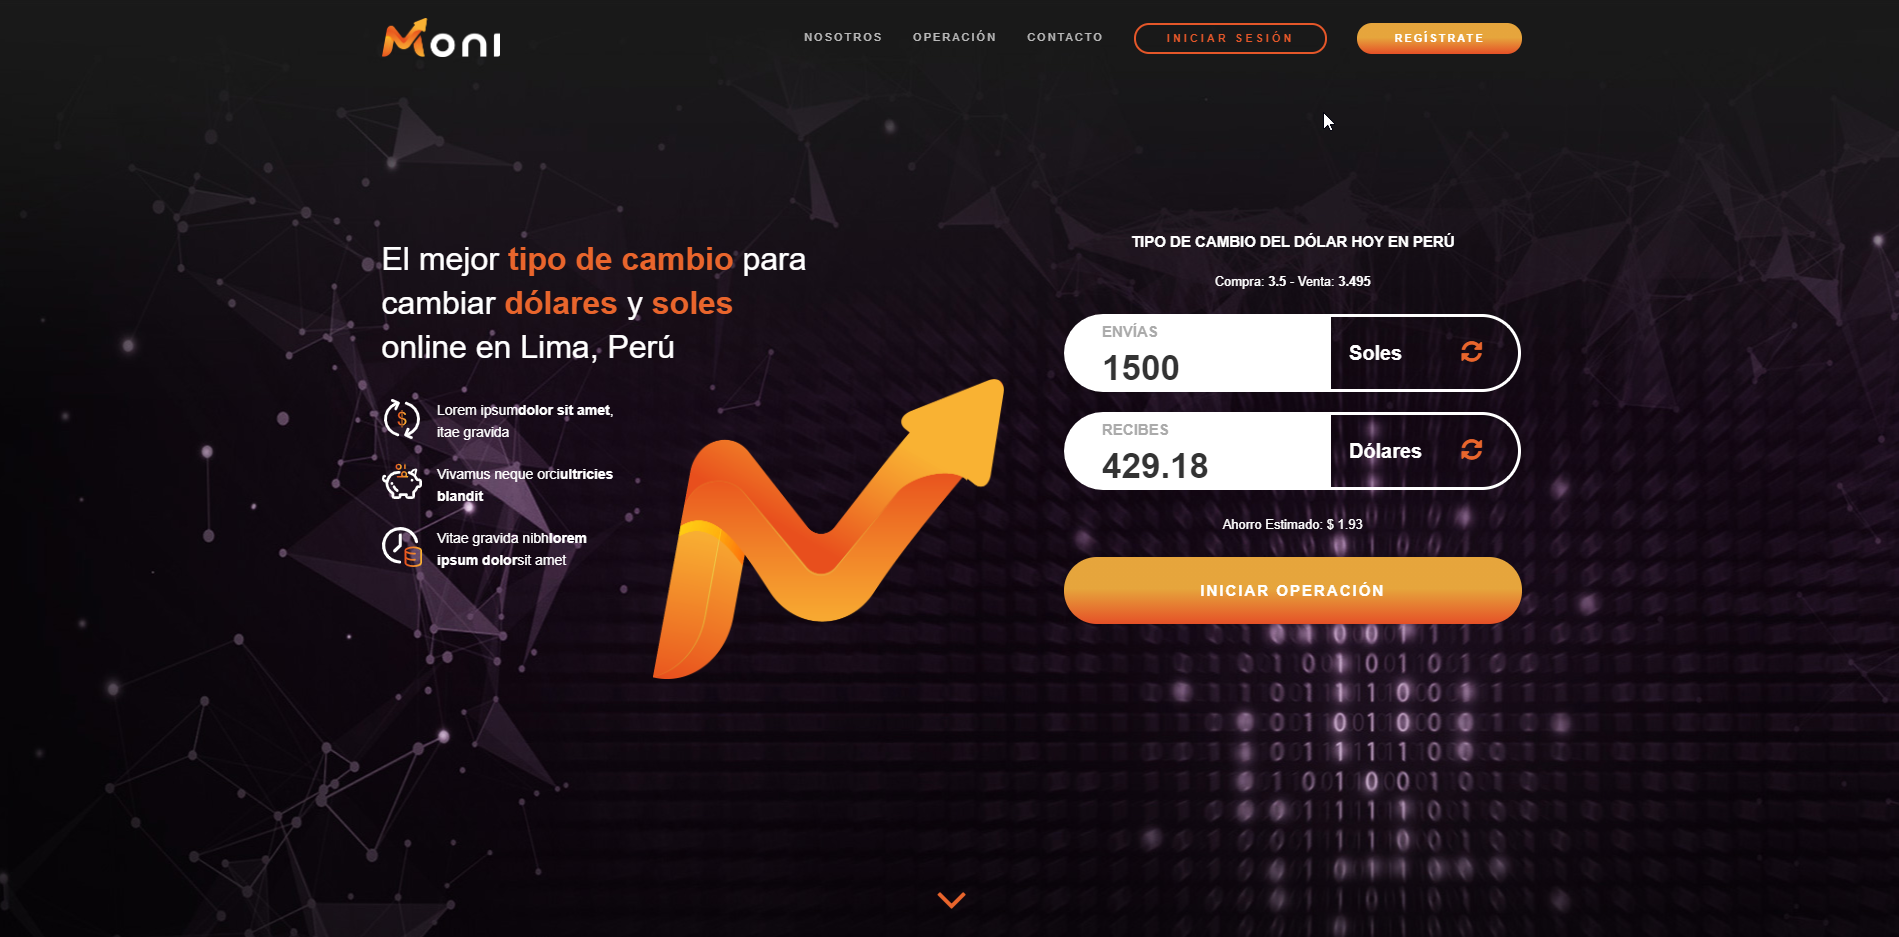 Moni
NOSOTROS
OPERACIÓN
CONTACTO
INICIAR SESIÓN
REGÍSTRATE
El mejor tipo de cambio para
cambiar dólares y soles
online en Lima, Perú
Lorem ipsumdolor sit amet,
itae gravida
Vivamus neque orciultricies
blandit
Vitae gravida nibhlorem
ipsum dolorsit amet
TIPO DE CAMBIO DEL DÓLAR HOY EN PERÚ
Compra: 3.5 - Venta: 3.495
ENVÍAS
1500
Soles
RECIBES
429.18
Dólares
Ahorro Estimado: $ 1.93
INICIAR OPERACIÓN